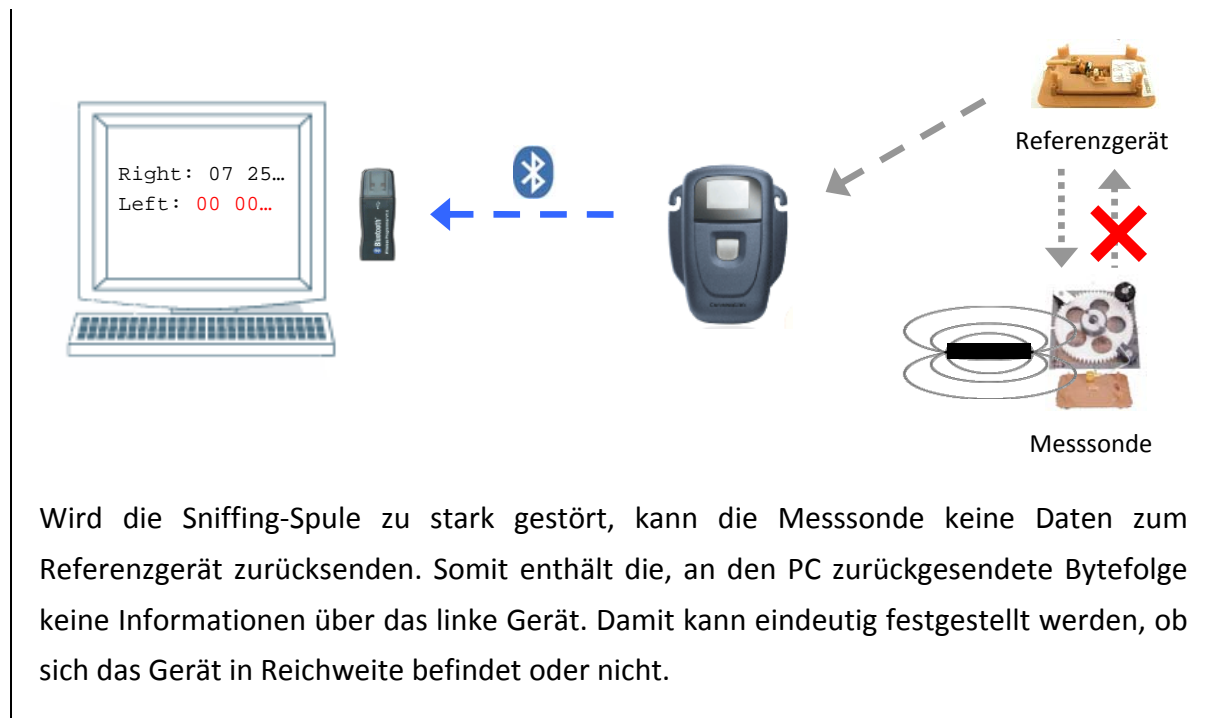 Referenzgerät
Right: 07 25…
Left: 00 00…
Bluetooth
Messsonde
Wird die Sniffing-Spule zu stark gestört, kann die Messsonde keine Daten zum
Referenzgerät zurücksenden. Somit enthält die, an den PC zurückgesendete Bytefolge
keine Informationen über das linke Gerät. Damit kann eindeutig festgestellt werden, ob
sich das Gerät in Reichweite befindet oder nicht.